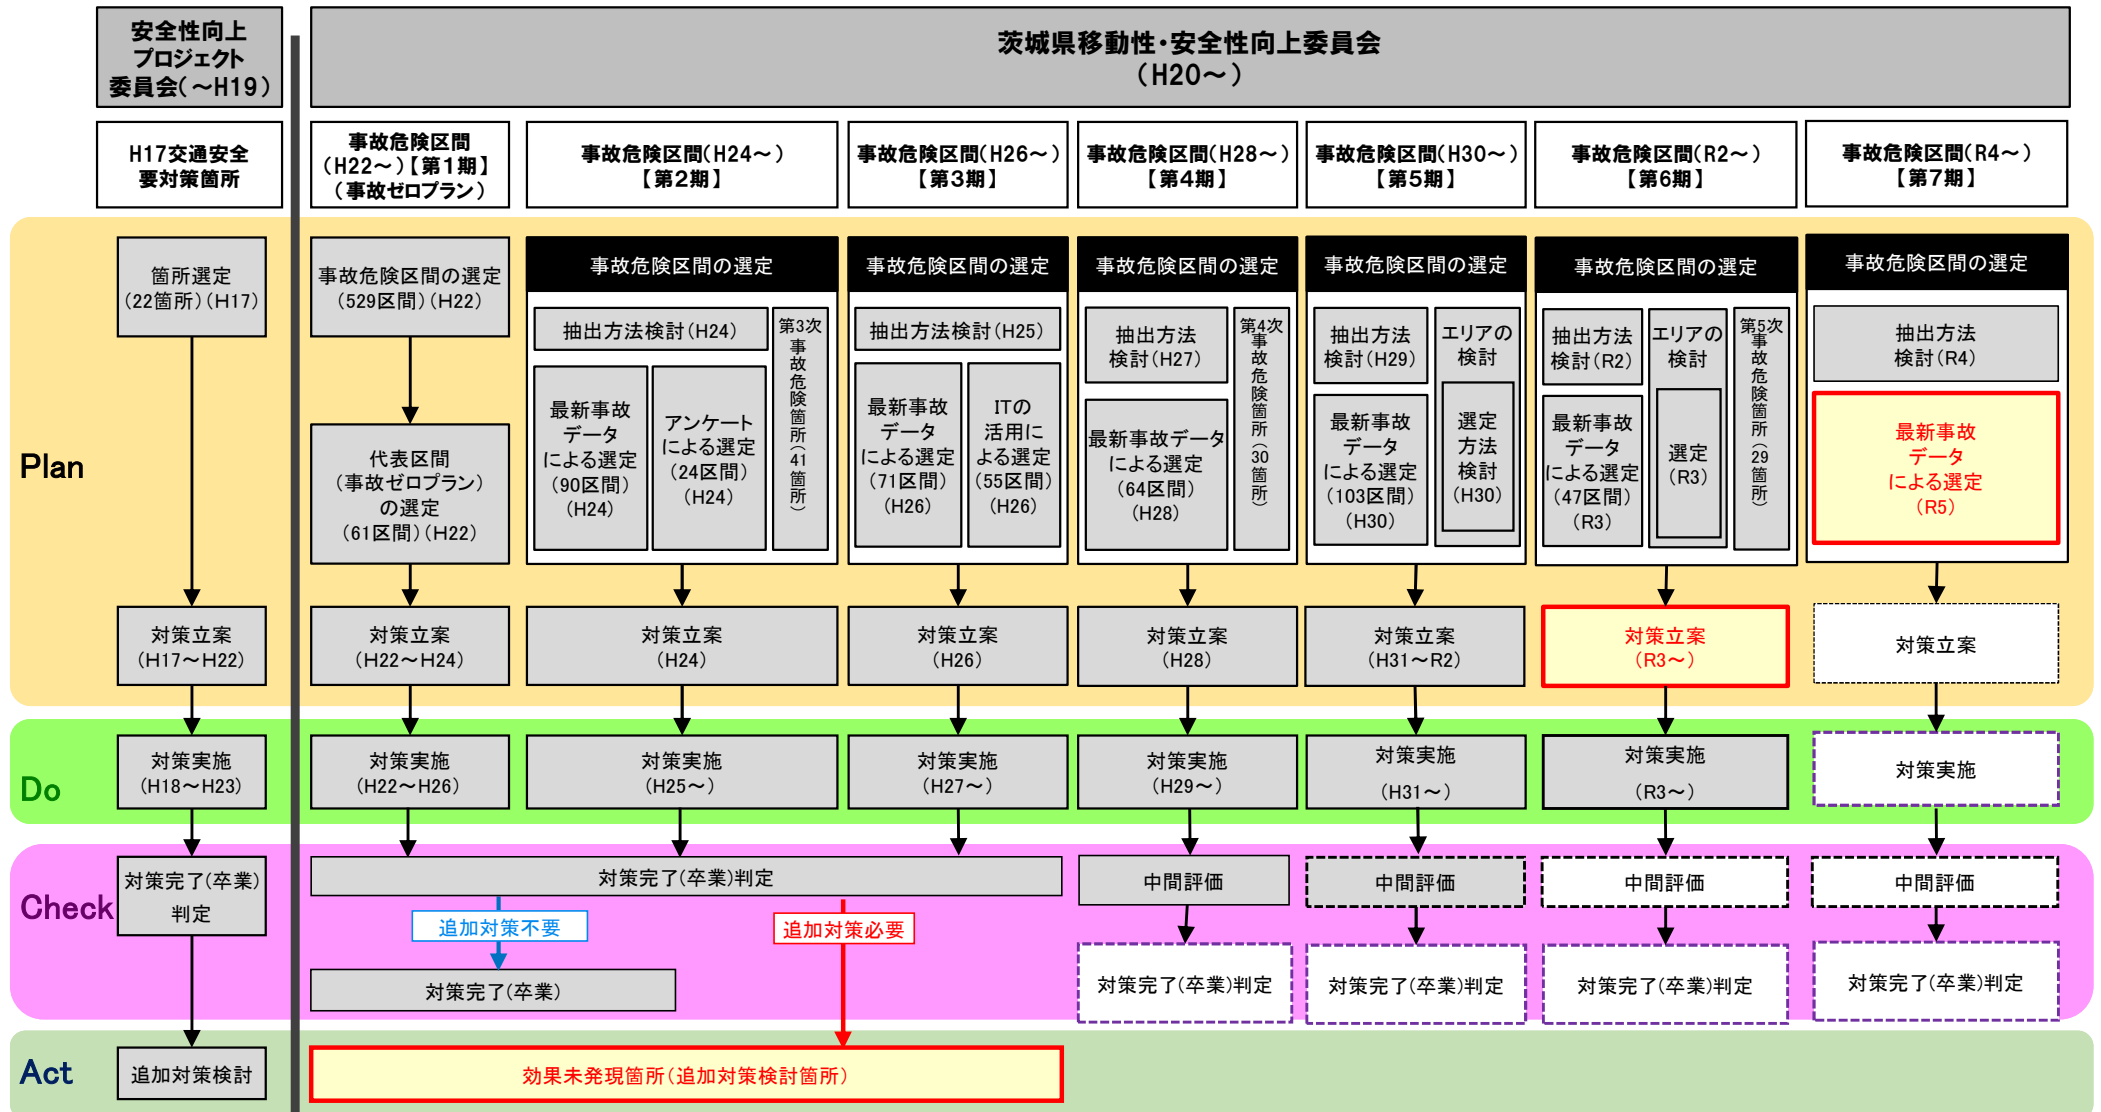 安全性向上
プロジェクト
委員会(～H19)
茨城県移動性・安全性向上委員会
(H20～)
H17交通安全
要対策箇所
事故危険区間
(H22～)【第1期】
(事故ゼロプラン)
事故危険区間(H24～)
【第2期】
事故危険区間(H26～)
【第3期】
事故危険区間(H28～)
【第4期】
事故危険区間(H30～)
【第5期】
事故危険区間(R2～)
【第6期】
事故危険区間(R4～)
【第7期】
Plan
箇所選定
(22箇所)(H17)
対策立案
(H17～H22)
事故危険区間の選定
(529区間)(H22)
代表区間
(事故ゼロプラン)
の選定
(61区間)(H22)
対策立案
(H22～H24)
事故危険区間の選定
抽出方法検討(H24)
最新事故
データ
による選定
(90区間)
(H24)
アンケート
による選定
(24区間)
(H24)
第3次
事故危険箇所(41箇所)
対策立案
(H24)
事故危険区間の選定
抽出方法検討(H25)
最新事故
データ
による選定
(71区間)
(H26)
ITの
活用に
よる選定
(55区間)
(H26)
対策立案
(H26)
事故危険区間の選定
抽出方法
検討(H27)
最新事故データ
による選定
(64区間)
(H28)
第4次
事故危険箇所(30箇所)
対策立案
(H28)
事故危険区間の選定
抽出方法
検討(H29)
最新事故
データ
による選定
(103区間)
(H30)
エリアの
検討
選定
方法
検討
(H30)
対策立案
(H31～R2)
事故危険区間の選定
抽出方法
検討(R2)
最新事故
データ
による選定
(47区間)
(R3)
エリアの
検討
選定
(R3)
第5次
事故危険箇所(29箇所)
対策立案
(R3～)
事故危険区間の選定
抽出方法
検討(R4)
最新事故
データ
による選定
(R5)
対策立案
Do
対策実施
(H18～H23)
対策実施
(H22～H26)
対策実施
(H25～)
対策実施
(H27～)
対策実施
(H29～)
対策実施
(H31～)
対策実施
(R3～)
対策実施
Check
対策完了(卒業)
判定
対策完了(卒業)判定
追加対策不要
追加対策必要
対策完了(卒業)
中間評価
対策完了(卒業)判定
中間評価
対策完了(卒業)判定
中間評価
対策完了(卒業)判定
中間評価
対策完了(卒業)判定
Act
追加対策検討
効果未発現箇所(追加対策検討箇所)